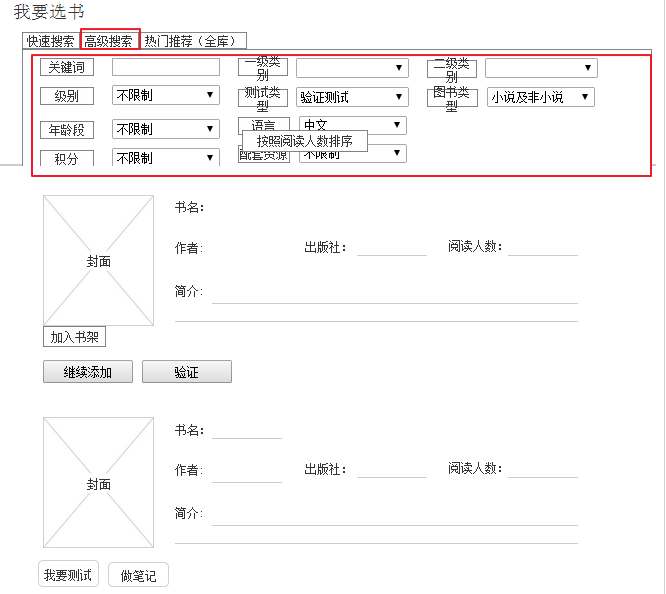 我要选书
快速搜索 高级搜索 热门推荐（全库）
关键词 一级类别 二级类别
级别 不限制 测试类型 验证测试 图书类型 小说及非小说
年龄段 不限制 语言 中文
按照阅读人数排序
积分 不限制 配套资源 不限制
封面
书名：
作者： 出版社： 阅读人数：
简介：
加入书架
继续添加 验证
封面
书名：
作者： 出版社： 阅读人数：
简介：
我要测试 做笔记